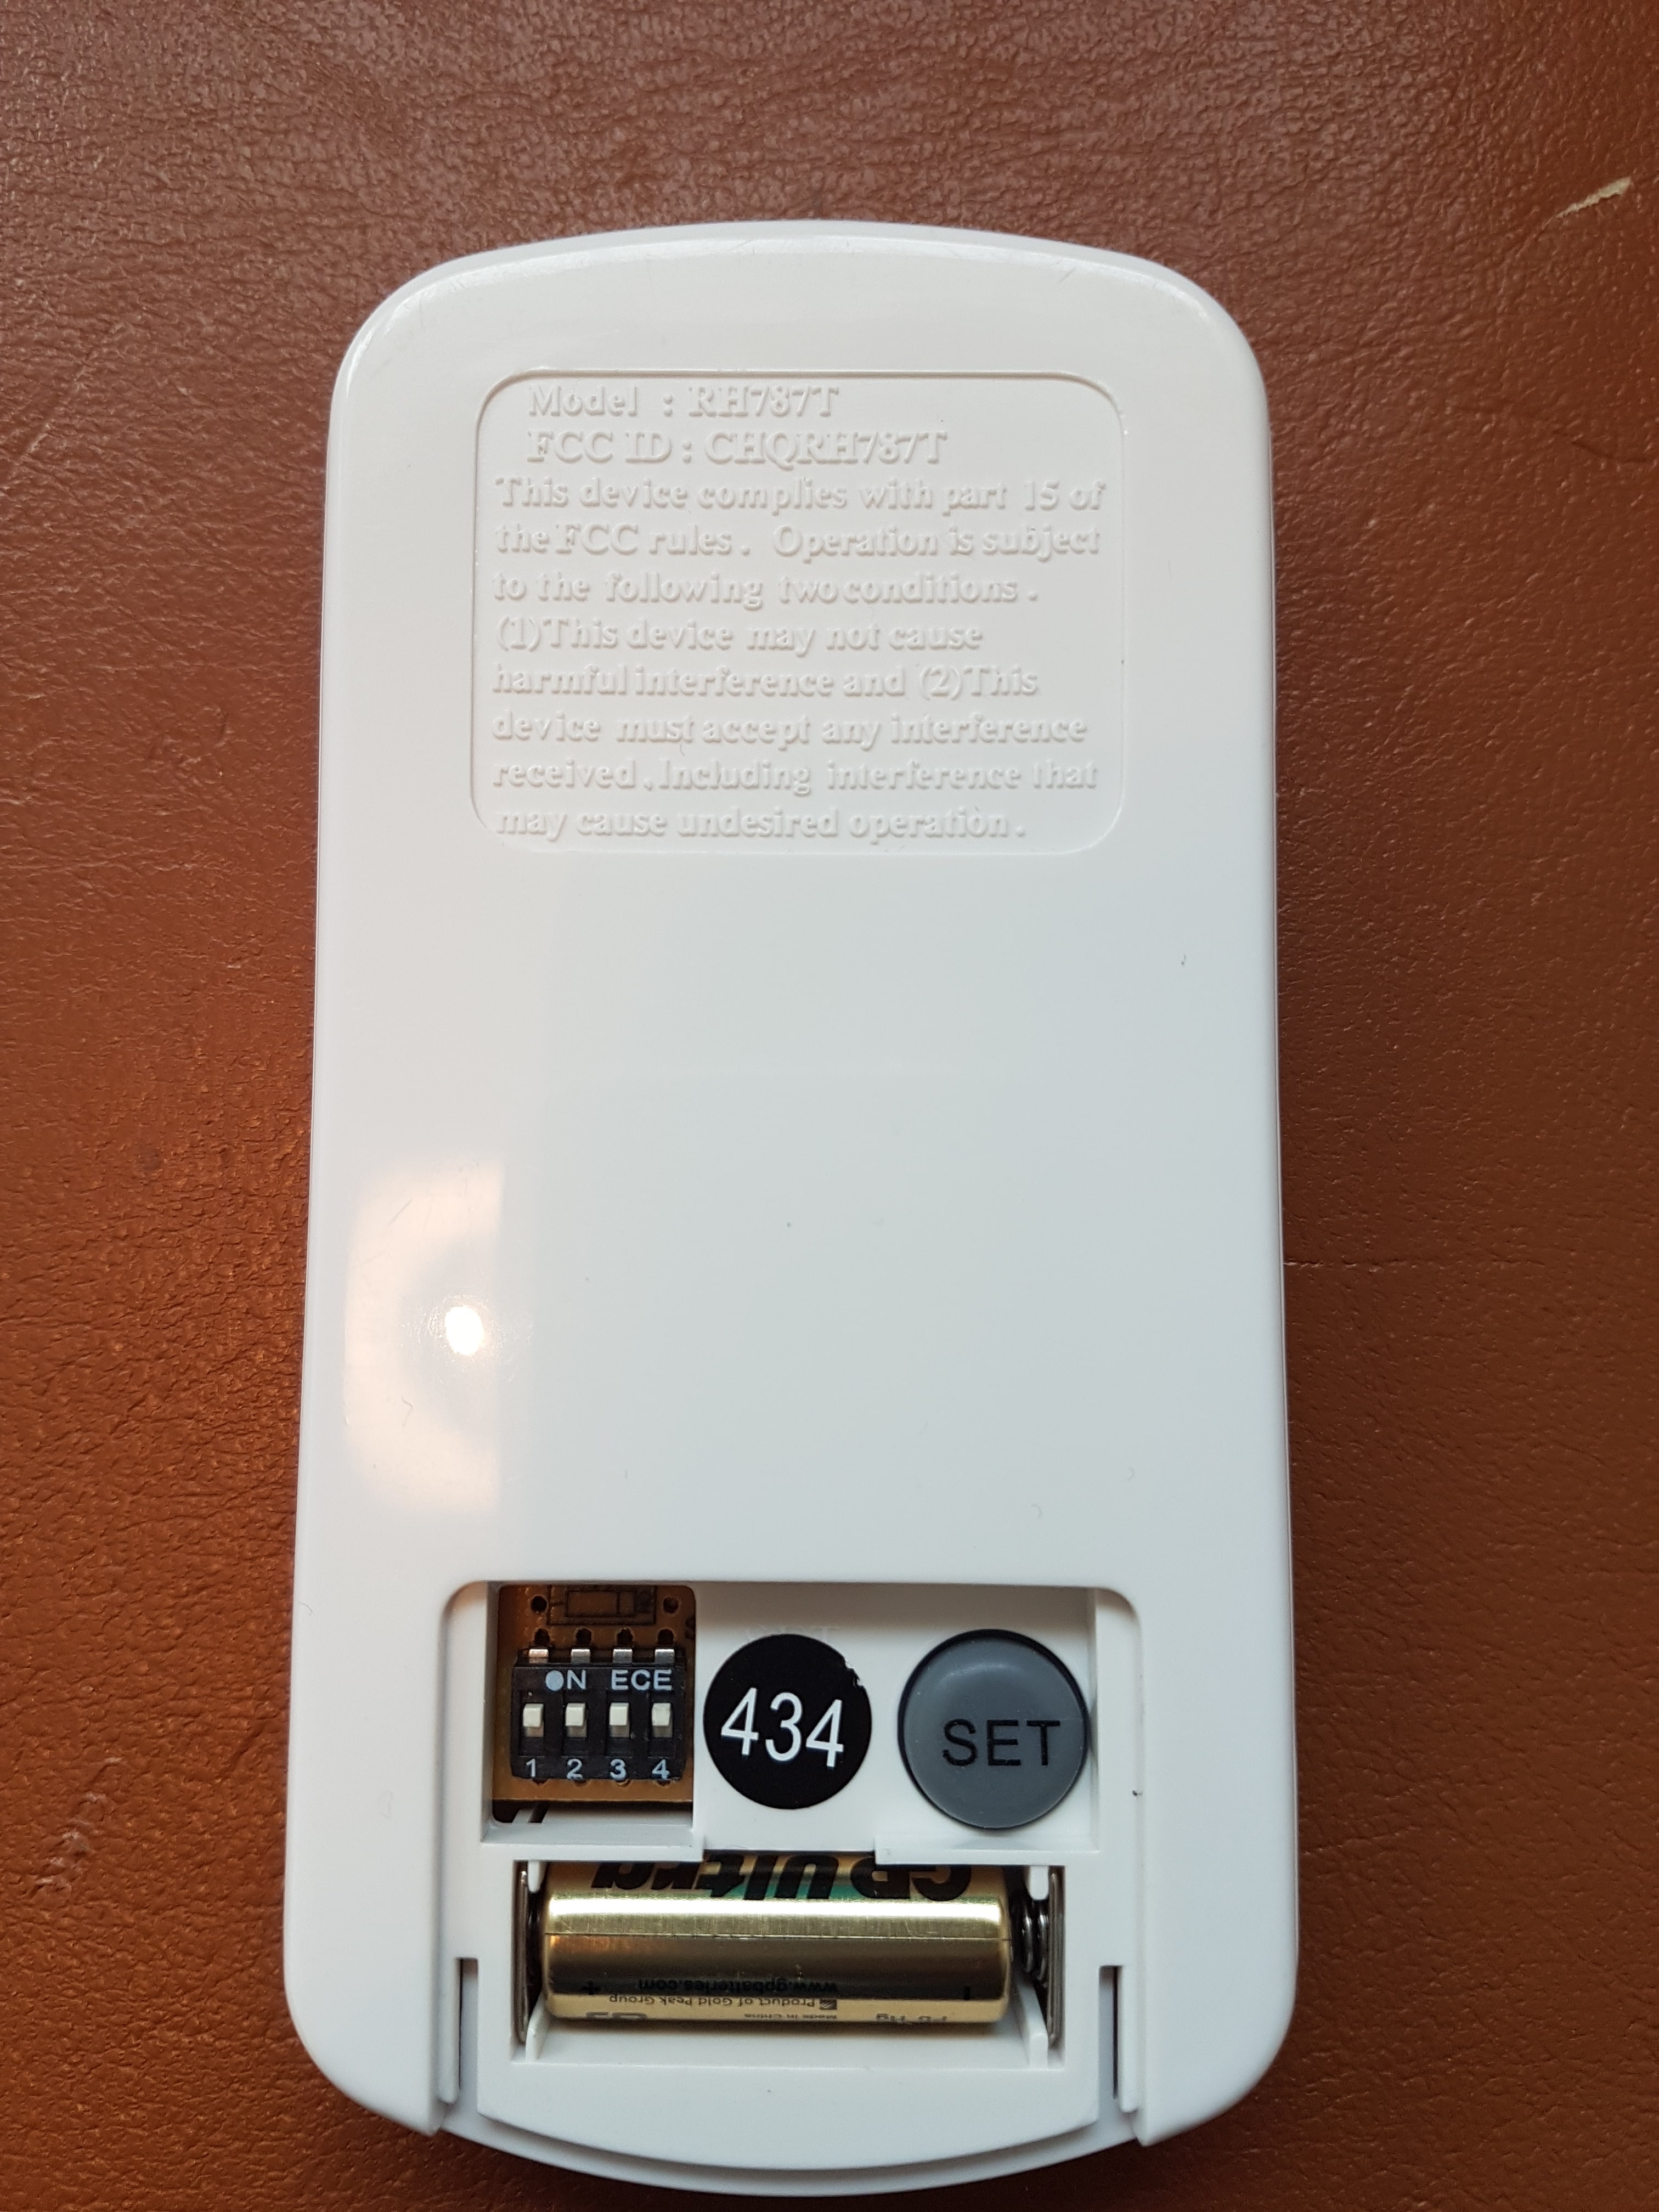 Model : RH787T
FCC ID : CHQRH787T
This device complies with part 15 of
the FCC rules. Operation is subject
to the following two conditions.
(1)This device may not cause
harmful interference and (2)This
device must accept any interference
received,Including interference that
may cause undesired operation.
ON ECE
1 2 3 4
434
SET
GP ultra
www.gpbatteries.com
Product of Gold Peak Group
Made in China